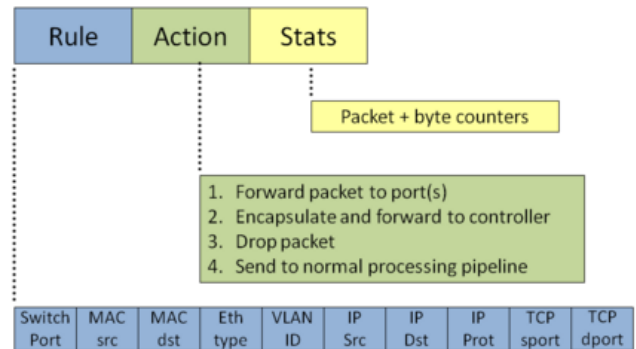 Rule Action Stats
Packet + byte counters
1. Forward packet to port(s)
2. Encapsulate and forward to controller
3. Drop packet
4. Send to normal processing pipeline
Switch MAC MAC Eth VLAN IP IP IP TCP TCP
Port src dst type ID Src Dst Prot sport dport